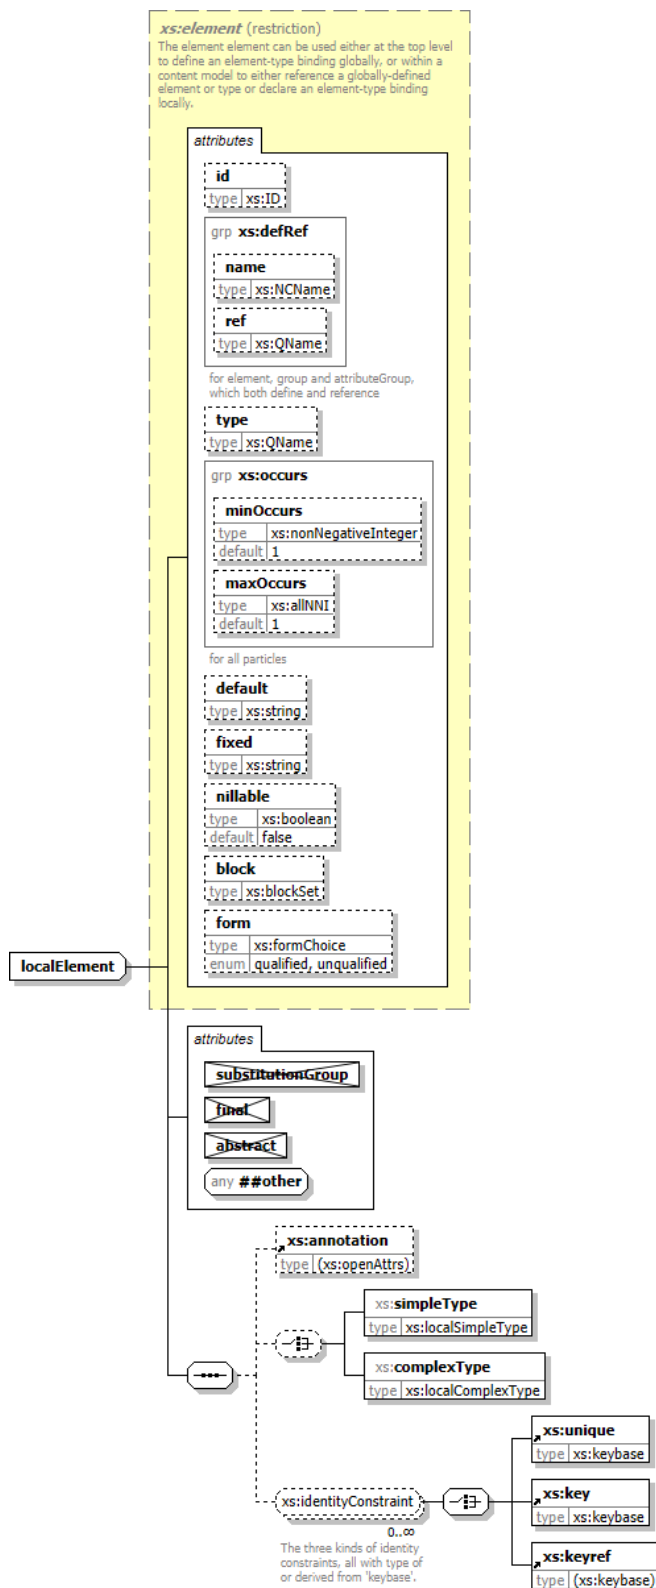 xs:element (restriction)
The element element can be used either at the top level
to define an element-type binding globally, or within a
content model to either reference a globally-defined
element or type or declare an element-type binding
locally.
attributes
id
type xs:ID
grp xs:defRef
name
type xs:NCName
ref
type xs:QName
for element, group and attributeGroup,
which both define and reference
type
type xs:QName
grp xs:occurs
minOccurs
type xs:nonNegativeInteger
default 1
maxOccurs
type xs:allNNI
default 1
for all particles
default
type xs:string
fixed
type xs:string
nillable
type xs:boolean
default false
block
type xs:blockSet
form
type xs:formChoice
enum qualified, unqualified
localElement
attributes
substitutionGroup
final
abstract
any ##other
xs:annotation
type (xs:openAttrs)
xs:simpleType
type xs:localSimpleType
xs:complexType
type xs:localComplexType
xs:unique
type xs:keybase
xs:identityConstraint
0..∞
The three kinds of identity
constraints, all with type of
or derived from 'keybase'.
xs:key
type xs:keybase
xs:keyref
type (xs:keybase)